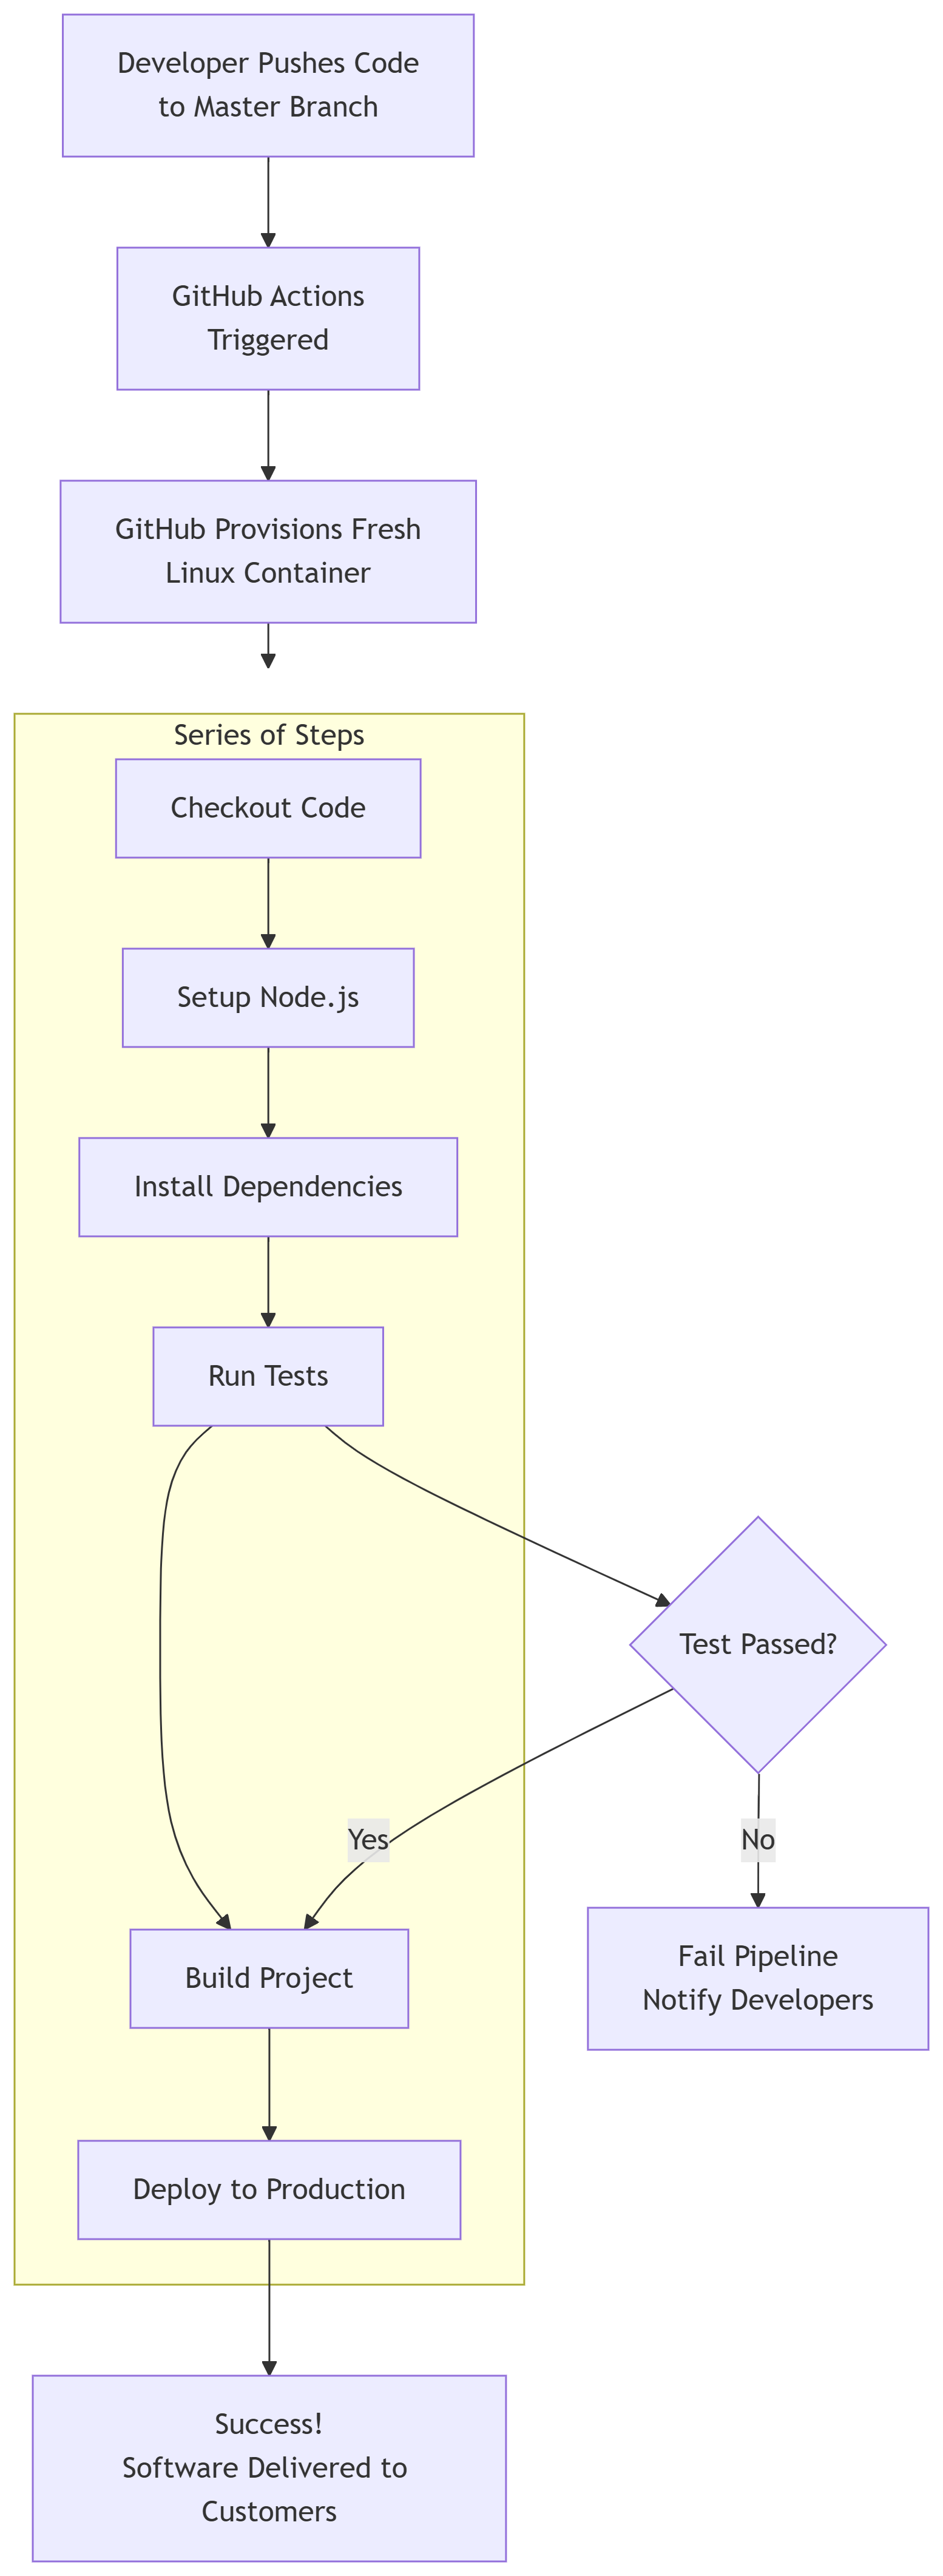 Developer Pushes Code
to Master Branch
GitHub Actions
Triggered
GitHub Provisions Fresh
Linux Container
Series of Steps
Checkout Code
Setup Node.js
Install Dependencies
Run Tests
Test Passed?
Yes
No
Build Project
Fail Pipeline
Notify Developers
Deploy to Production
Success!
Software Delivered to
Customers